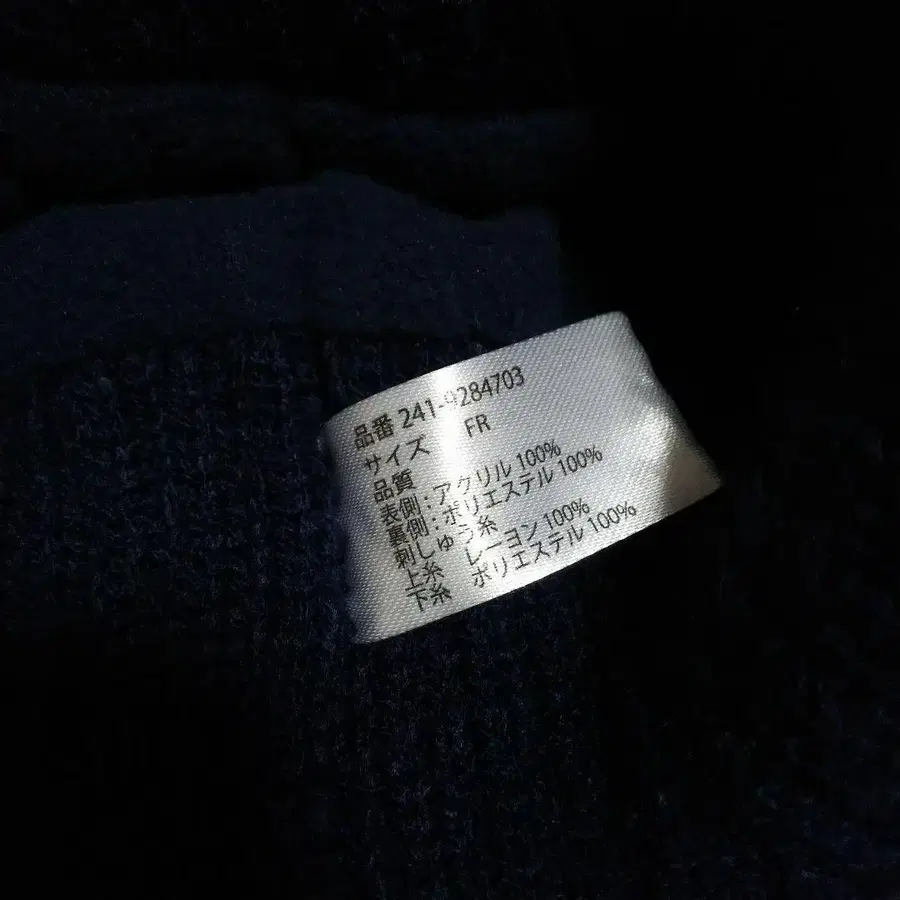 品番 241-9284703
サイズ FR
品質
表側：アクリル 100%
裏側：ポリエステル 100%
刺しゅう糸
上糸 レーヨン 100%
下糸 ポリエステル 100%